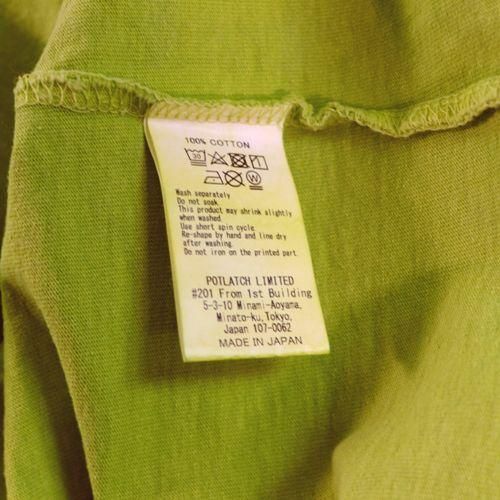 100% COTTON
30
W
Wash separately
Do not soak.
This product may shrink slightly
when washed.
Use short spin cycle.
Re-shape by hand and line dry
after washing.
Do not iron on the printed part.
POTLATCH LIMITED
#201 From 1st Building
5-3-10 Minami-Aoyama,
Minato-ku,Tokyo,
Japan 107-0062
MADE IN JAPAN